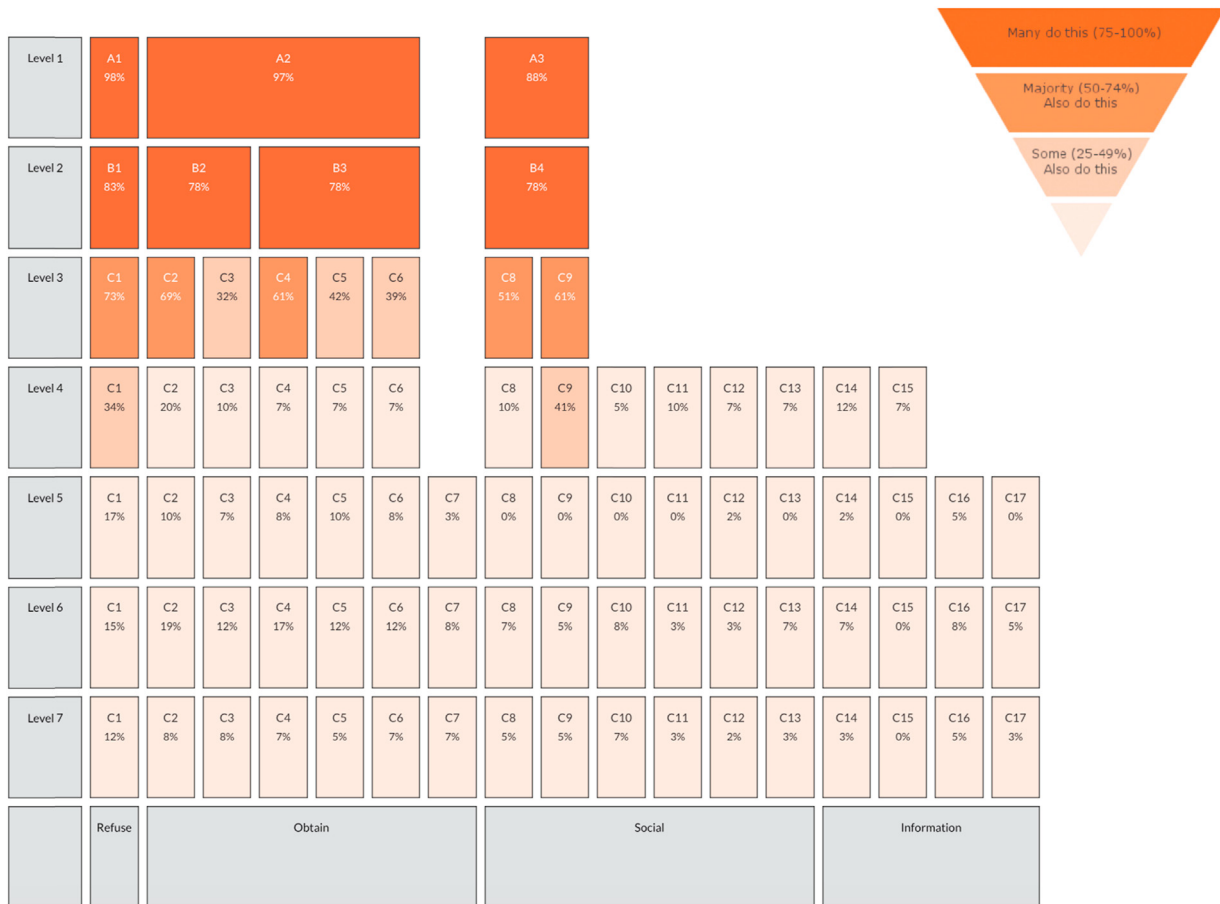 Many do this (75-100%)
Majority (50-74%)
Also do this
Some (25-49%)
Also do this
Level 1
A1 A2 A3
98% 97% 88%
Level 2
B1 B2 B3 B4
83% 78% 78% 78%
Level 3
C1 C2 C3 C4 C5 C6 C8 C9
73% 69% 32% 61% 42% 39% 51% 61%
Level 4
C1 C2 C3 C4 C5 C6 C8 C9 C10 C11 C12 C13 C14 C15
34% 20% 10% 7% 7% 7% 10% 41% 5% 10% 7% 7% 12% 7%
Level 5
C1 C2 C3 C4 C5 C6 C7 C8 C9 C10 C11 C12 C13 C14 C15 C16 C17
17% 10% 7% 8% 10% 8% 3% 0% 0% 0% 0% 2% 0% 2% 0% 5% 0%
Level 6
C1 C2 C3 C4 C5 C6 C7 C8 C9 C10 C11 C12 C13 C14 C15 C16 C17
15% 19% 12% 17% 12% 12% 8% 7% 5% 8% 3% 3% 7% 7% 0% 8% 5%
Level 7
C1 C2 C3 C4 C5 C6 C7 C8 C9 C10 C11 C12 C13 C14 C15 C16 C17
12% 8% 8% 7% 5% 7% 7% 5% 5% 7% 3% 2% 3% 3% 0% 5% 3%
Refuse Obtain Social Information